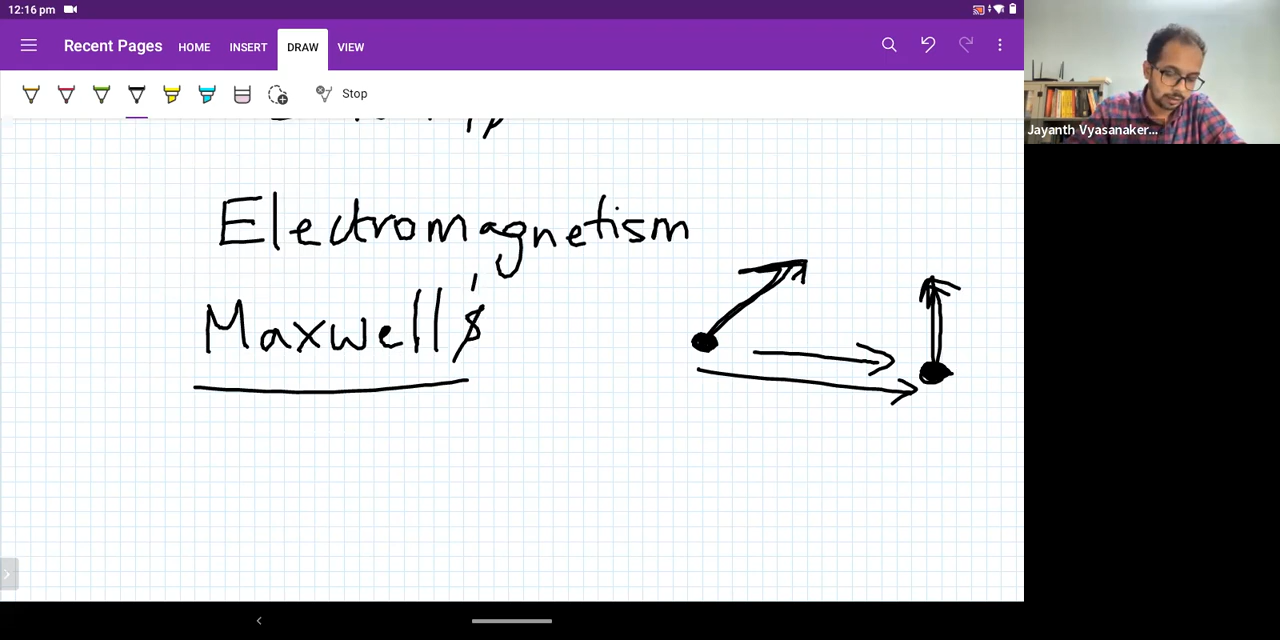 12:16 pm
Recent Pages HOME INSERT DRAW VIEW
Stop
Jayanth Vyasanaker...
Electromagnetism
Maxwell's